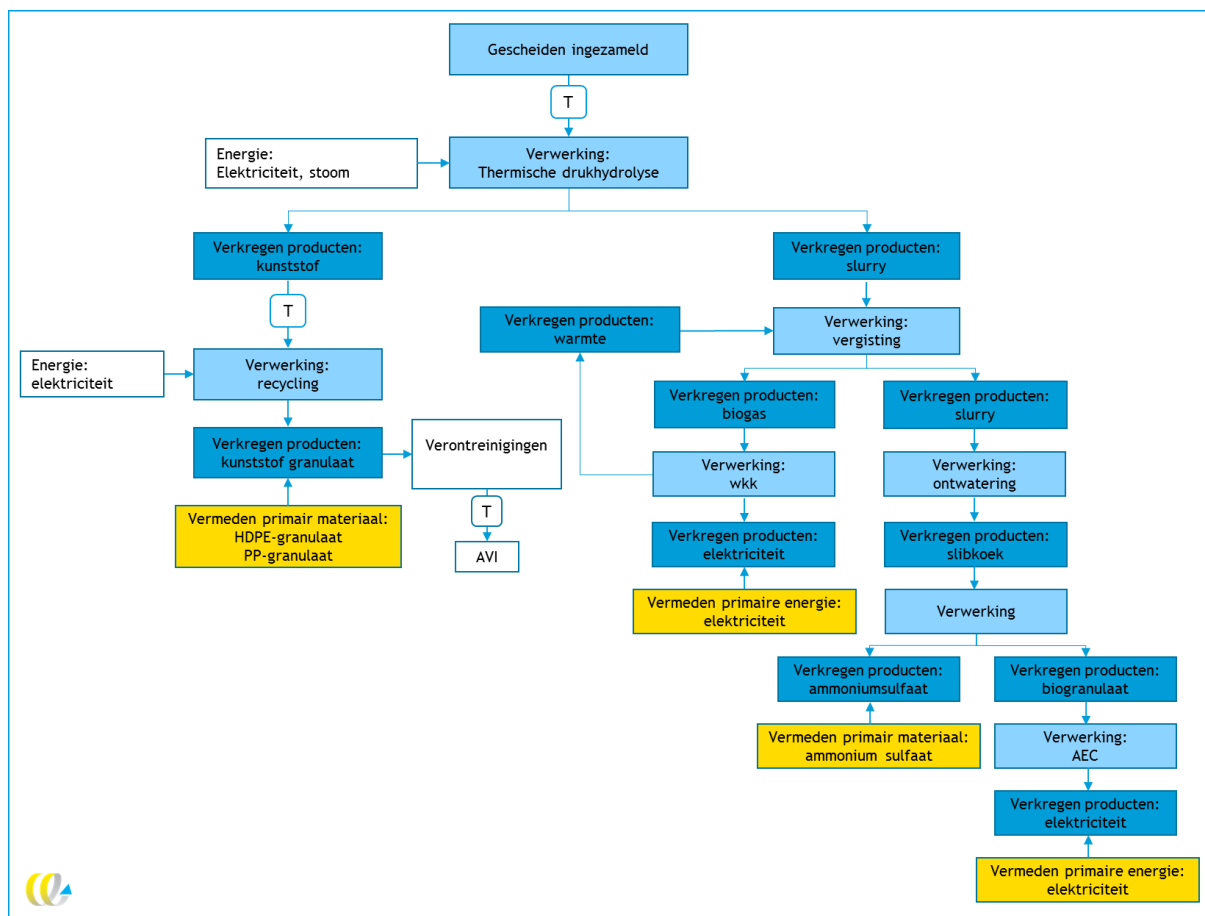 Gescheiden ingezameld
T
Energie:
Elektriciteit, stoom
Verwerking:
Thermische drukhydrolyse
Verkregen producten:
kunststof
Verkregen producten:
slurry
T
Verkregen producten:
warmte
Verwerking:
vergisting
Energie:
elektriciteit
Verwerking:
recycling
Verkregen producten:
biogas
Verkregen producten:
slurry
Verkregen producten:
kunststof granulaat
Verontreinigingen
Verwerking:
wkk
Verwerking:
ontwatering
Vermeden primair materiaal:
HDPE-granulaat
PP-granulaat
T
AVI
Verkregen producten:
elektriciteit
Verkregen producten:
slibkoek
Vermeden primaire energie:
elektriciteit
Verwerking
Verkregen producten:
ammoniumsulfaat
Verkregen producten:
biogranulaat
Vermeden primair materiaal:
ammonium sulfaat
Verwerking:
AEC
Verkregen producten:
elektriciteit
Vermeden primaire energie:
elektriciteit